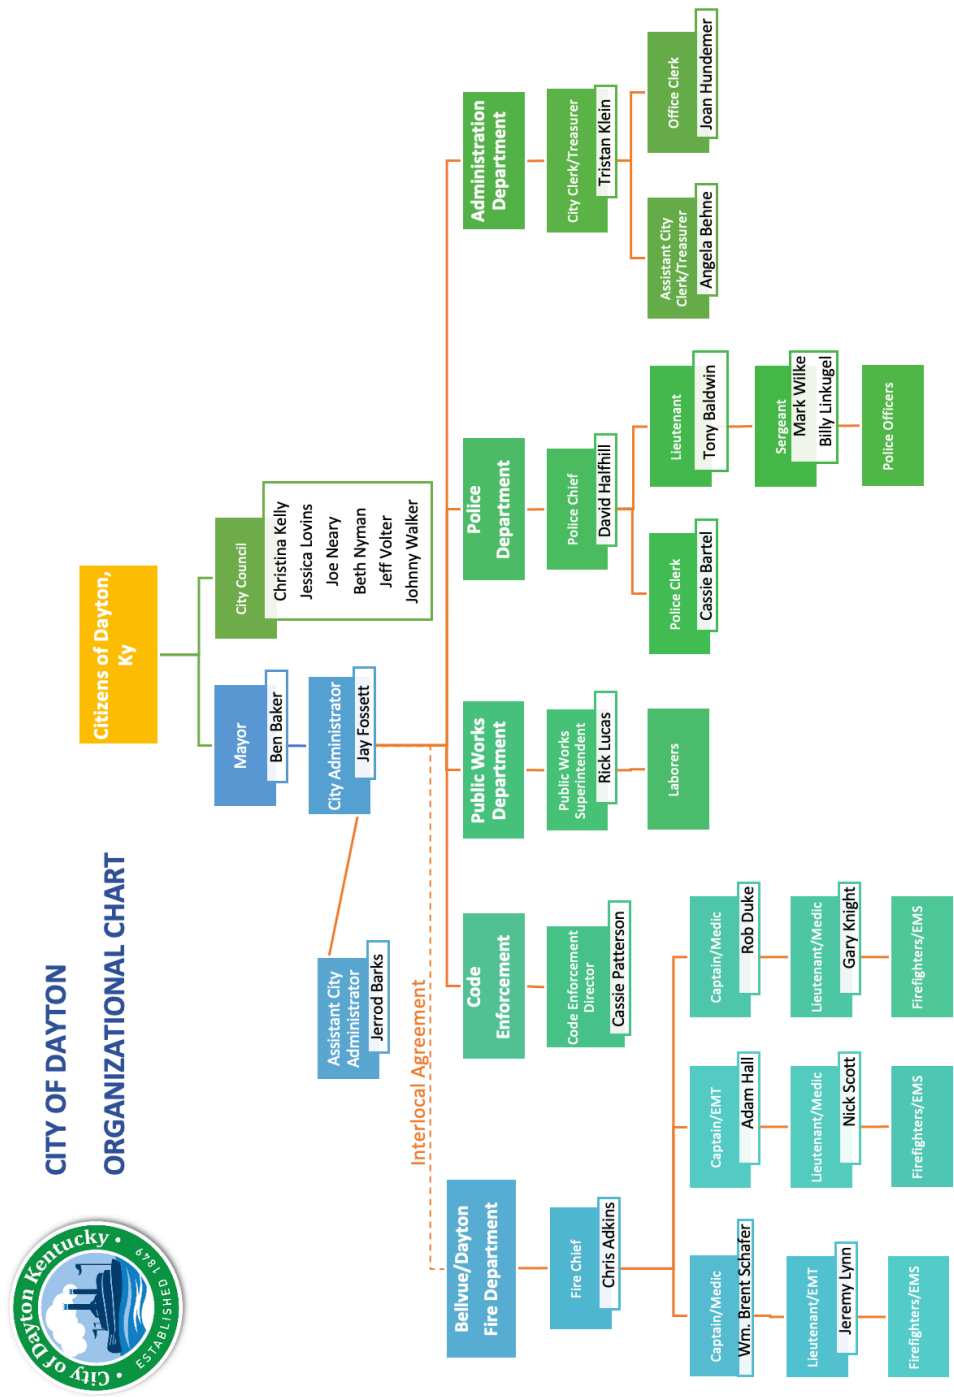 City of Dayton Kentucky
ESTABLISHED 1849
CITY OF DAYTON
ORGANIZATIONAL CHART
Citizens of Dayton,
Ky
Mayor
Ben Baker
City Council
Christina Kelly
Jessica Lovins
Joe Neary
Beth Nyman
Jeff Volter
Johnny Walker
City Administrator
Jay Fossett
Assistant City
Administrator
Jerrod Barks
Interlocal Agreement
Bellvue/Dayton
Fire Department
Fire Chief
Chris Adkins
Captain/Medic
Wm. Brent Schafer
Lieutenant/EMT
Jeremy Lynn
Firefighters/EMS
Captain/EMT
Adam Hall
Lieutenant/Medic
Nick Scott
Firefighters/EMS
Captain/Medic
Rob Duke
Lieutenant/Medic
Gary Knight
Firefighters/EMS
Code
Enforcement
Code Enforcement
Director
Cassie Patterson
Public Works
Department
Public Works
Superintendent
Rick Lucas
Laborers
Police
Department
Police Chief
David Halfhill
Police Clerk
Cassie Bartel
Lieutenant
Tony Baldwin
Sergeant
Mark Wilke
Billy Linkugel
Police Officers
Administration
Department
City Clerk/Treasurer
Tristan Klein
Assistant City
Clerk/Treasurer
Angela Behne
Office Clerk
Joan Hundemer